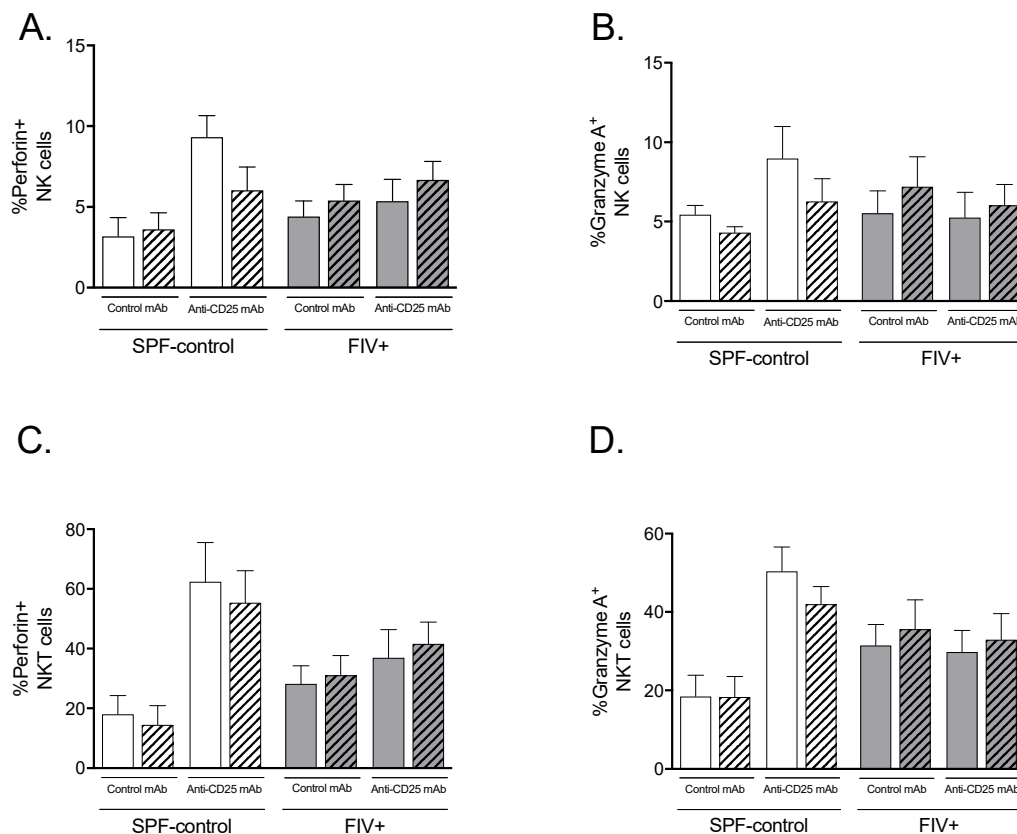 A.
%Perforin+
NK cells
15
10
5
0
Control mAb
Anti-CD25 mAb
Control mAb
Anti-CD25 mAb
SPF-control
FIV+
B.
%Granzyme A+
NK cells
15
10
5
0
Control mAb
Anti-CD25 mAb
Control mAb
Anti-CD25 mAb
SPF-control
FIV+
C.
%Perforin+
NKT cells
80
60
40
20
0
Control mAb
Anti-CD25 mAb
Control mAb
Anti-CD25 mAb
SPF-control
FIV+
D.
%Granzyme A+
NKT cells
60
40
20
0
Control mAb
Anti-CD25 mAb
Control mAb
Anti-CD25 mAb
SPF-control
FIV+